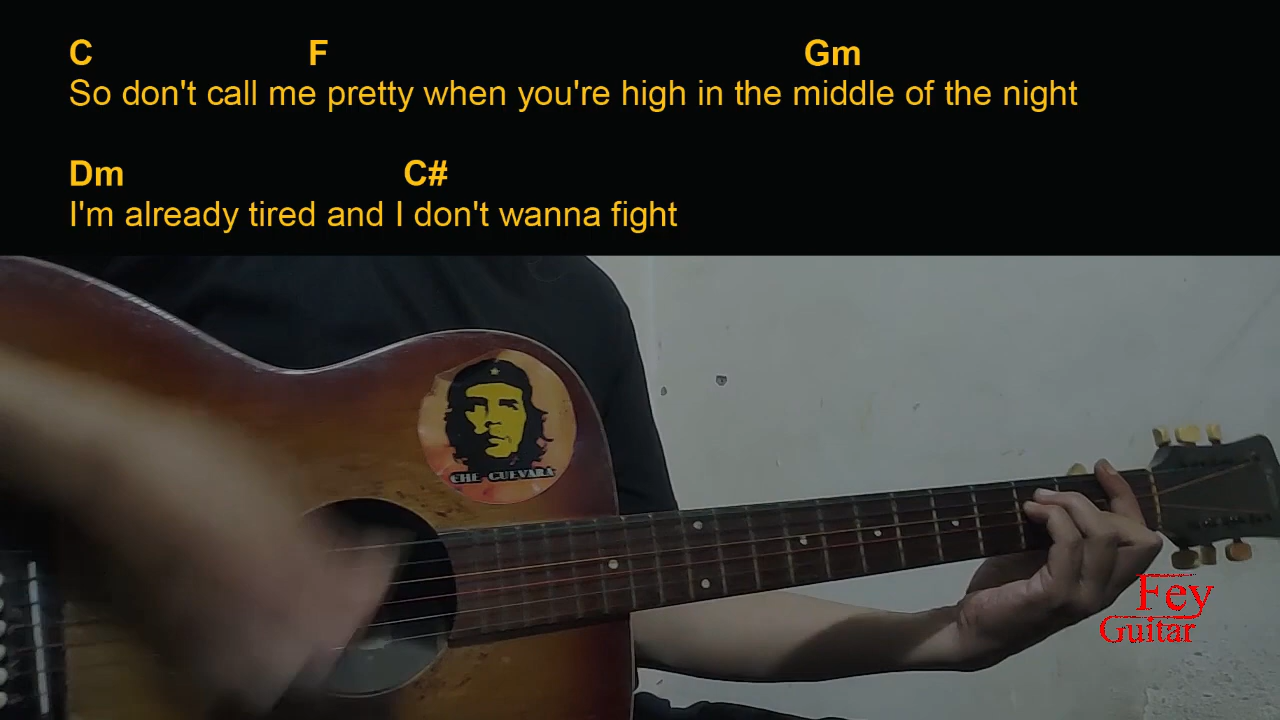 C F Gm
So don't call me pretty when you're high in the middle of the night
Dm C#
I'm already tired and I don't wanna fight
CHE GUEVARA
Fey
Guitar